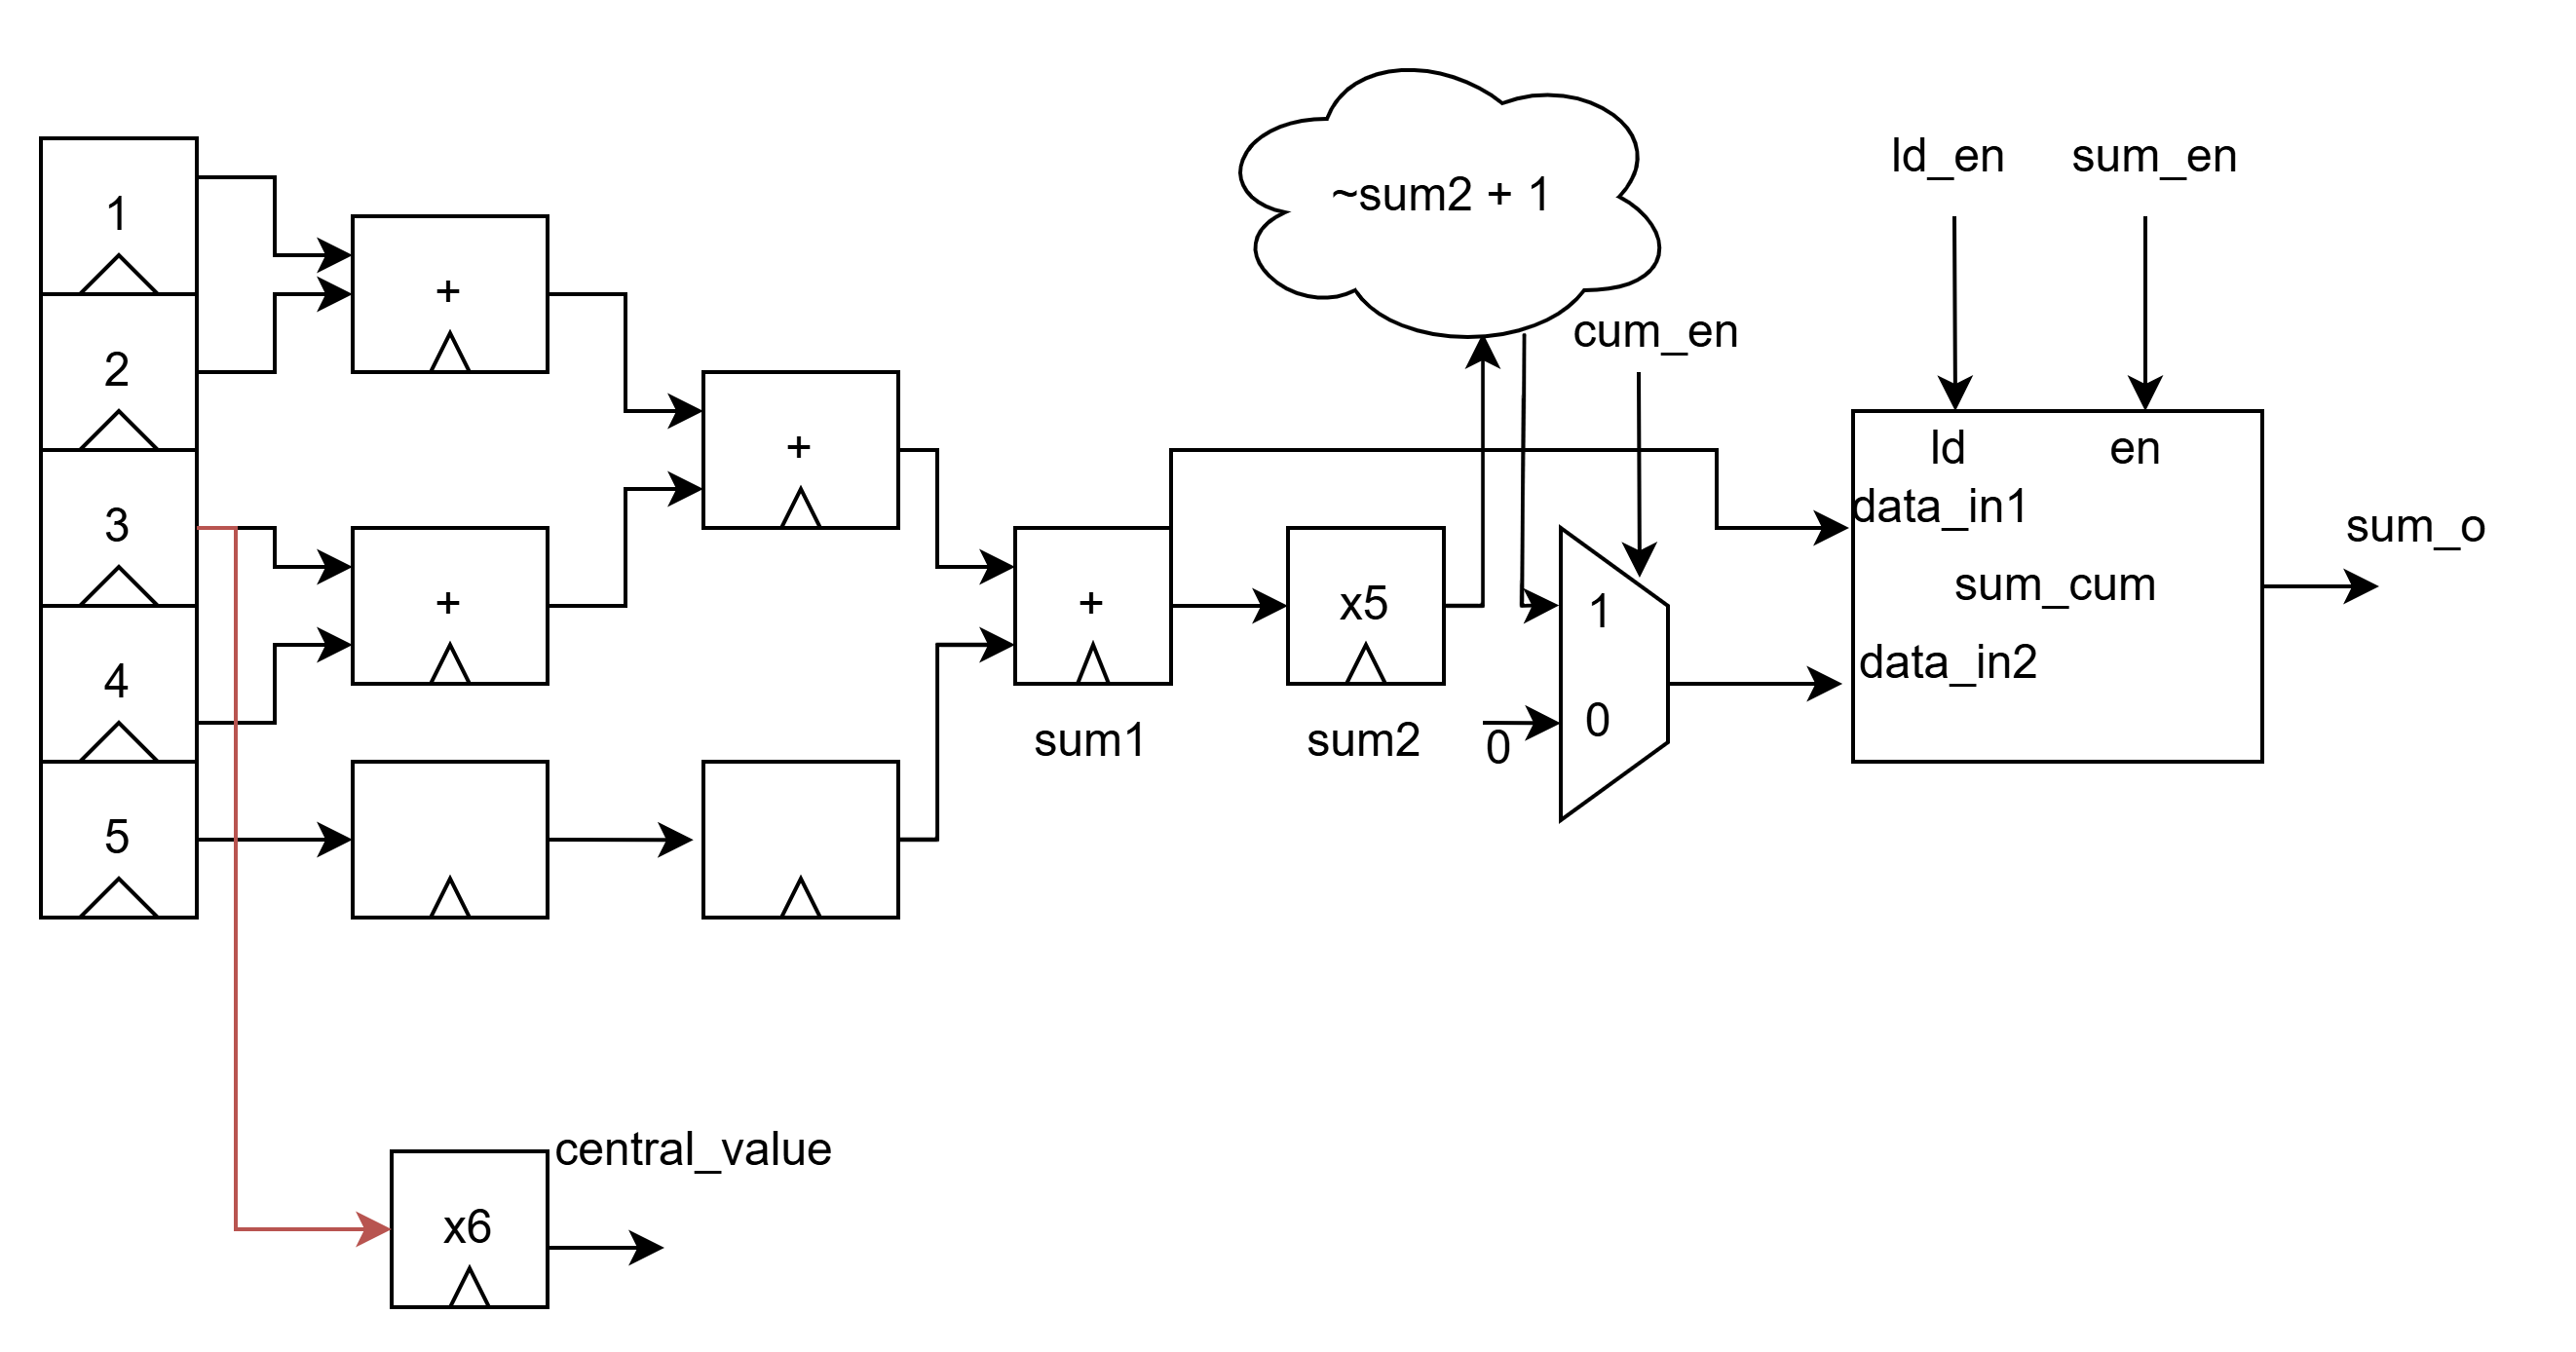 ~sum2 + 1
ld_en
sum_en
cum_en
1
2
3
4
5
+
+
+
+
sum1
x5
sum2
1
0
0
ld
en
data_in1
sum_cum
data_in2
sum_o
central_value
x6